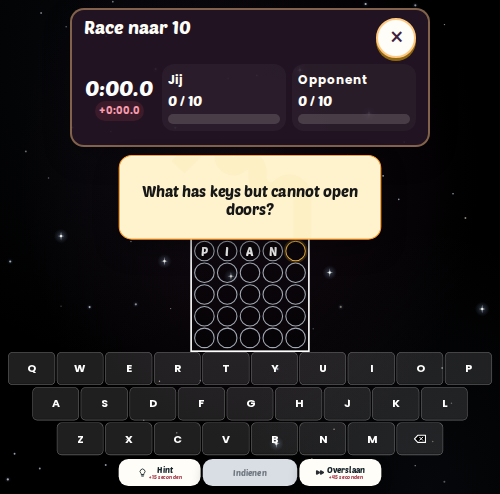 Race naar 10
×
0:00.0
+0:00.0
Jij
0 / 10
Opponent
0 / 10
What has keys but cannot open
doors?
P I A N
Q W E R T Y U I O P
A S D F G H J K L
Z X C V B N M
Hint
+15 seconden
Indienen
Overslaan
+45 seconden